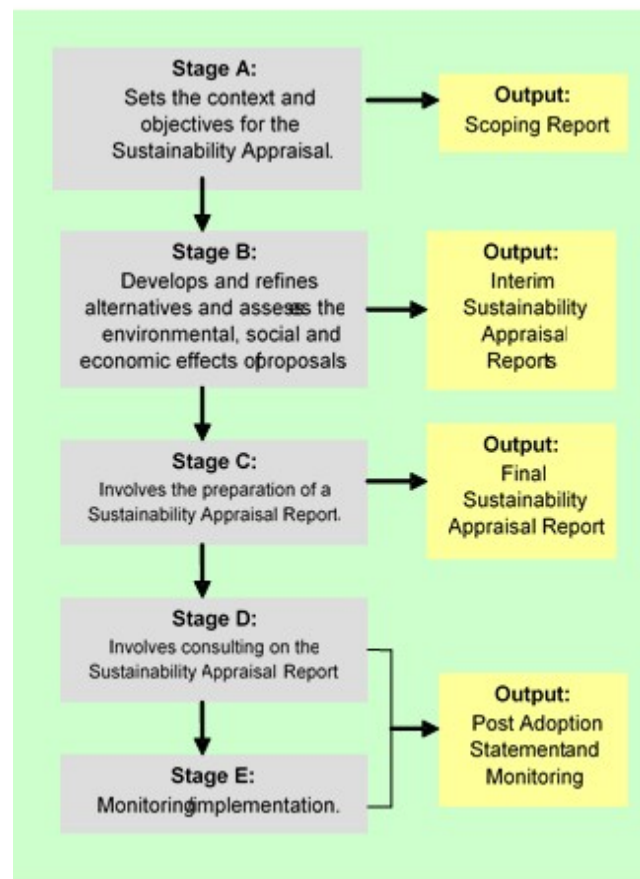 Stage A:
Sets the context and
objectives for the
Sustainability Appraisal.
Output:
Scoping Report
Stage B:
Develops and refines
alternatives and assesses the
environmental, social and
economic effects of proposals
Output:
Interim
Sustainability
Appraisal
Reports
Stage C:
Involves the preparation of a
Sustainability Appraisal Report.
Output:
Final
Sustainability
Appraisal Report
Stage D:
Involves consulting on the
Sustainability Appraisal Report
Stage E:
Monitoring implementation.
Output:
Post Adoption
Statement and
Monitoring